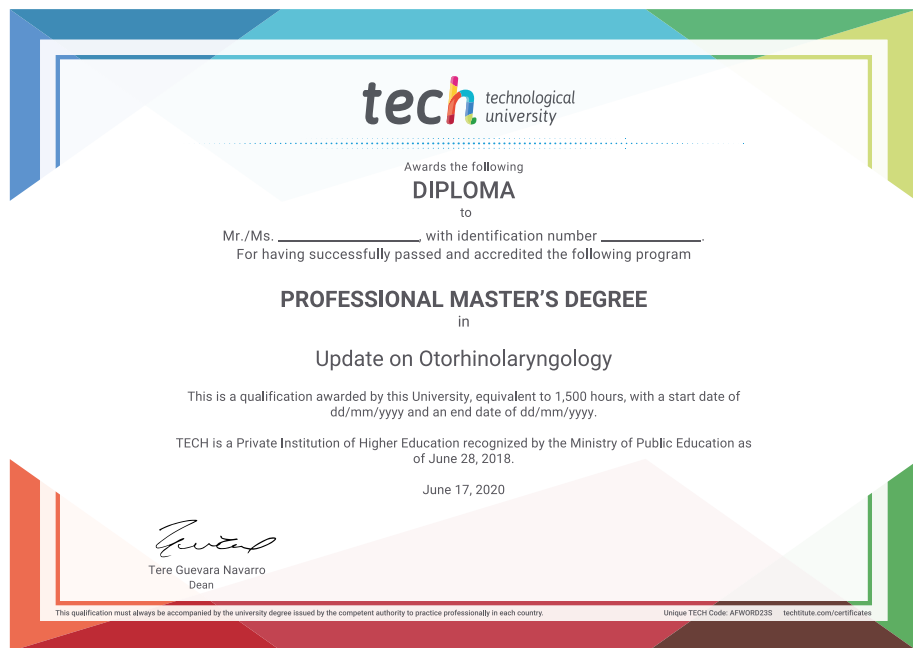 tech technological
university
Awards the following
DIPLOMA
to
Mr./Ms. ____________________, with identification number ______________.
For having successfully passed and accredited the following program
PROFESSIONAL MASTER'S DEGREE
in
Update on Otorhinolaryngology
This is a qualification awarded by this University, equivalent to 1,500 hours, with a start date of
dd/mm/yyyy and an end date of dd/mm/yyyy.
TECH is a Private Institution of Higher Education recognized by the Ministry of Public Education as
of June 28, 2018.
June 17, 2020
Tere Guevara Navarro
Dean
This qualification must always be accompanied by the university degree issued by the competent authority to practice professionally in each country.
Unique TECH Code: AFWORD23S techtitute.com/certificates